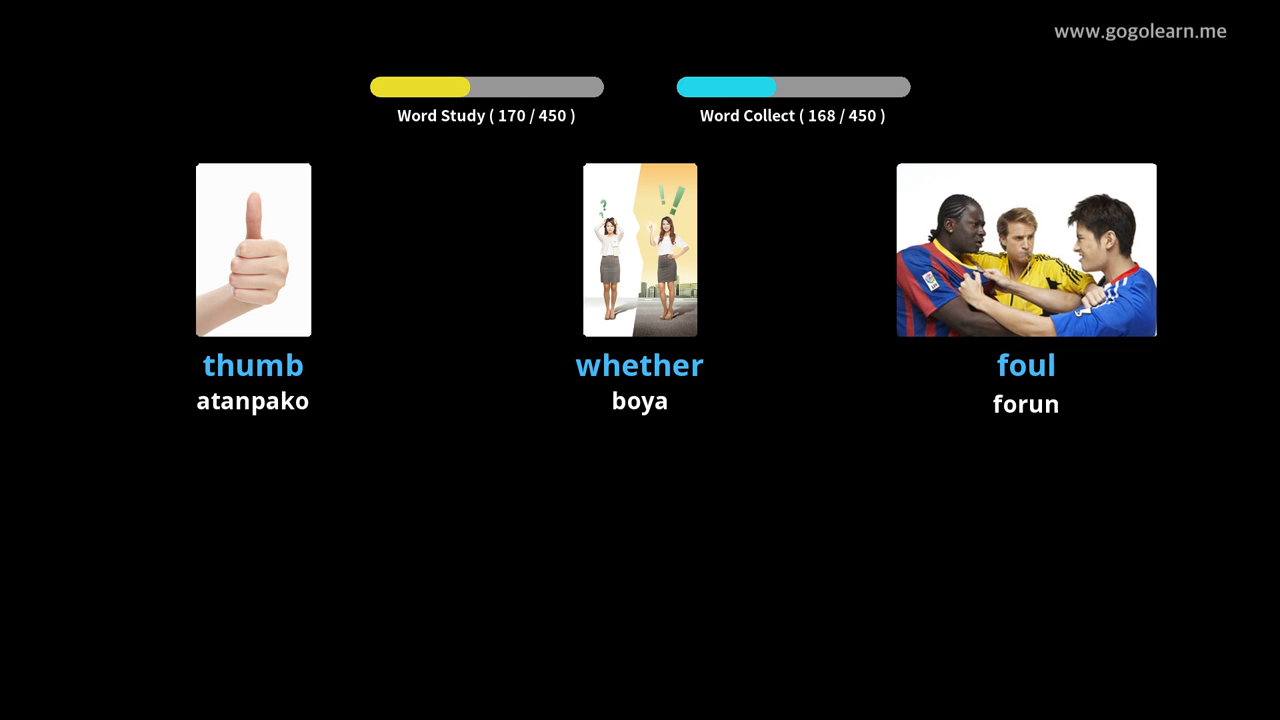 www.gogolearn.me
Word Study ( 170 / 450 )
Word Collect ( 168 / 450 )
thumb
atanpako
whether
boya
foul
forun